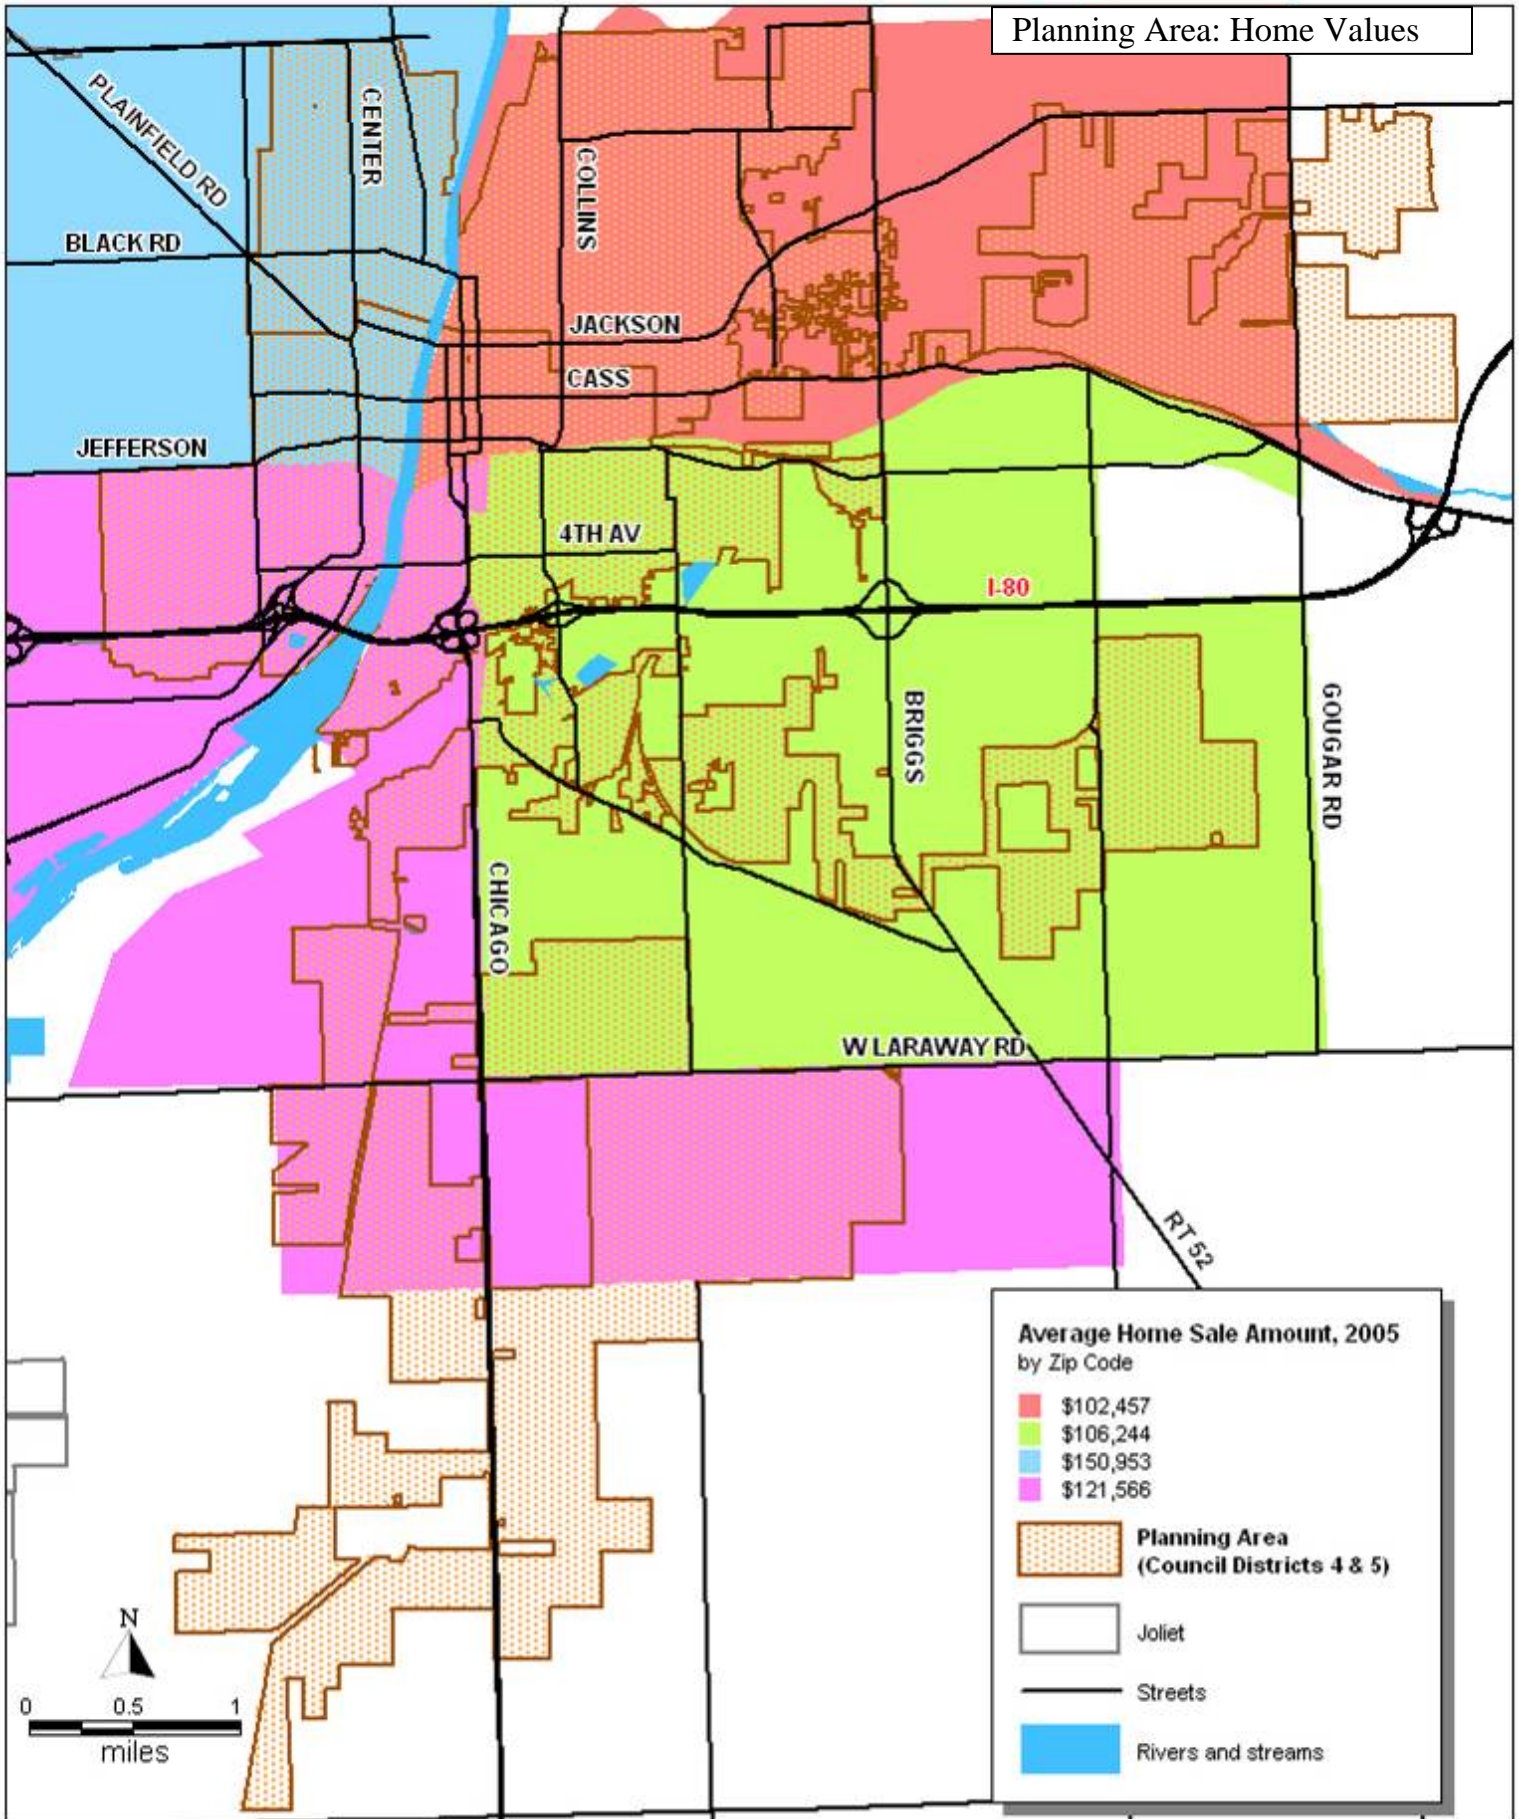 Planning Area: Home Values
PLAINFIELD RD
CENTER
COLLINS
BLACK RD
JACKSON
CASS
JEFFERSON
4TH AV
I-80
BRIGGS
GOUGAR RD
CHICAGO
W LARAWAY RD
RT 52
Average Home Sale Amount, 2005
by Zip Code
$102,457
$106,244
$150,953
$121,566
Planning Area
(Council Districts 4 & 5)
Joliet
Streets
Rivers and streams
N
0 0.5 1
miles